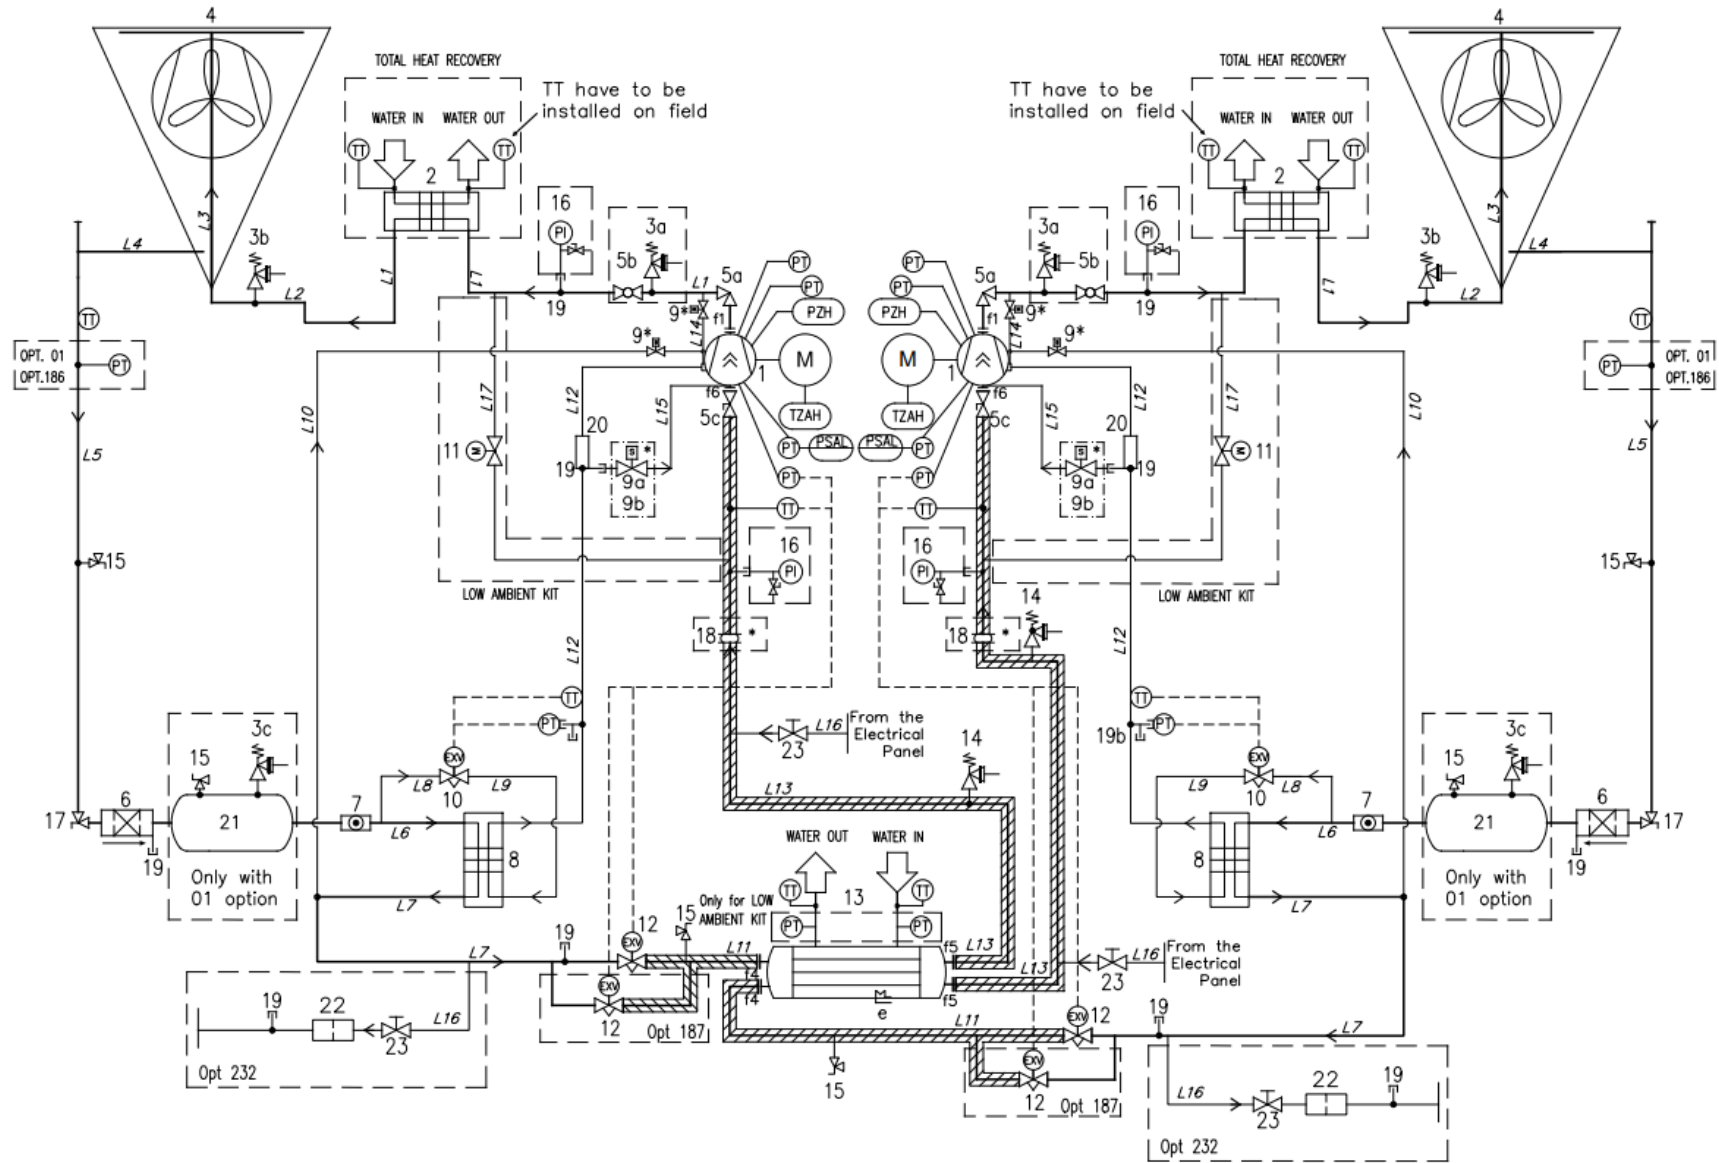 4
4
TOTAL HEAT RECOVERY
TOTAL HEAT RECOVERY
TT have to be
installed on field
TT have to be
installed on field
WATER IN WATER OUT
WATER IN WATER OUT
TT TT
TT TT
2
2
16
3a
3a
16
PI
PI
L3
L3
L4
3b
L1
L1
5b
5a
PT
PT
5a
5b
L1
3b
L4
L2
19
L1
PT
PT
19
L2
9*
f1
PZH
PZH
f1
9*
TT
L14
L14
TT
9*
9*
OPT. 01
OPT.186
PT
1
M
M
1
PT
OPT. 01
OPT.186
L10
L17
L12
L15
f6
5c
TZAH
TZAH
f6
5c
L15
L12
L17
L10
L5
20
20
L5
11
M
PT
PSAL
PSAL
PT
M
11
19
S
*
S
*
19
9a
9b
PT
PT
9a
9b
TT
TT
15
16
PI
16
PI
15
LOW AMBIENT KIT
LOW AMBIENT KIT
14
18
*
18
*
L12
L12
TT
TT
PT
PT
19b
L16
From the
Electrical
Panel
23
14
15
3c
EXV
EXV
15
3c
L8
L9
L9
L8
10
10
L13
17
6
21
7
L6
L6
7
21
6
17
19
8
8
19
WATER OUT WATER IN
Only with
01 option
Only with
01 option
TT
TT
L7
L7
Only for LOW
AMBIENT KIT
13
15
PT
PT
19
12
EXV
L7
L11
f5
L13
L16
From the
Electrical
Panel
f4
L13
23
EXV
f4
f5
e
12
Opt 187
L11
EXV
12
19
L7
19
22
L16
23
Opt 232
15
EXV
12
Opt 187
L16
23
22
19
Opt 232